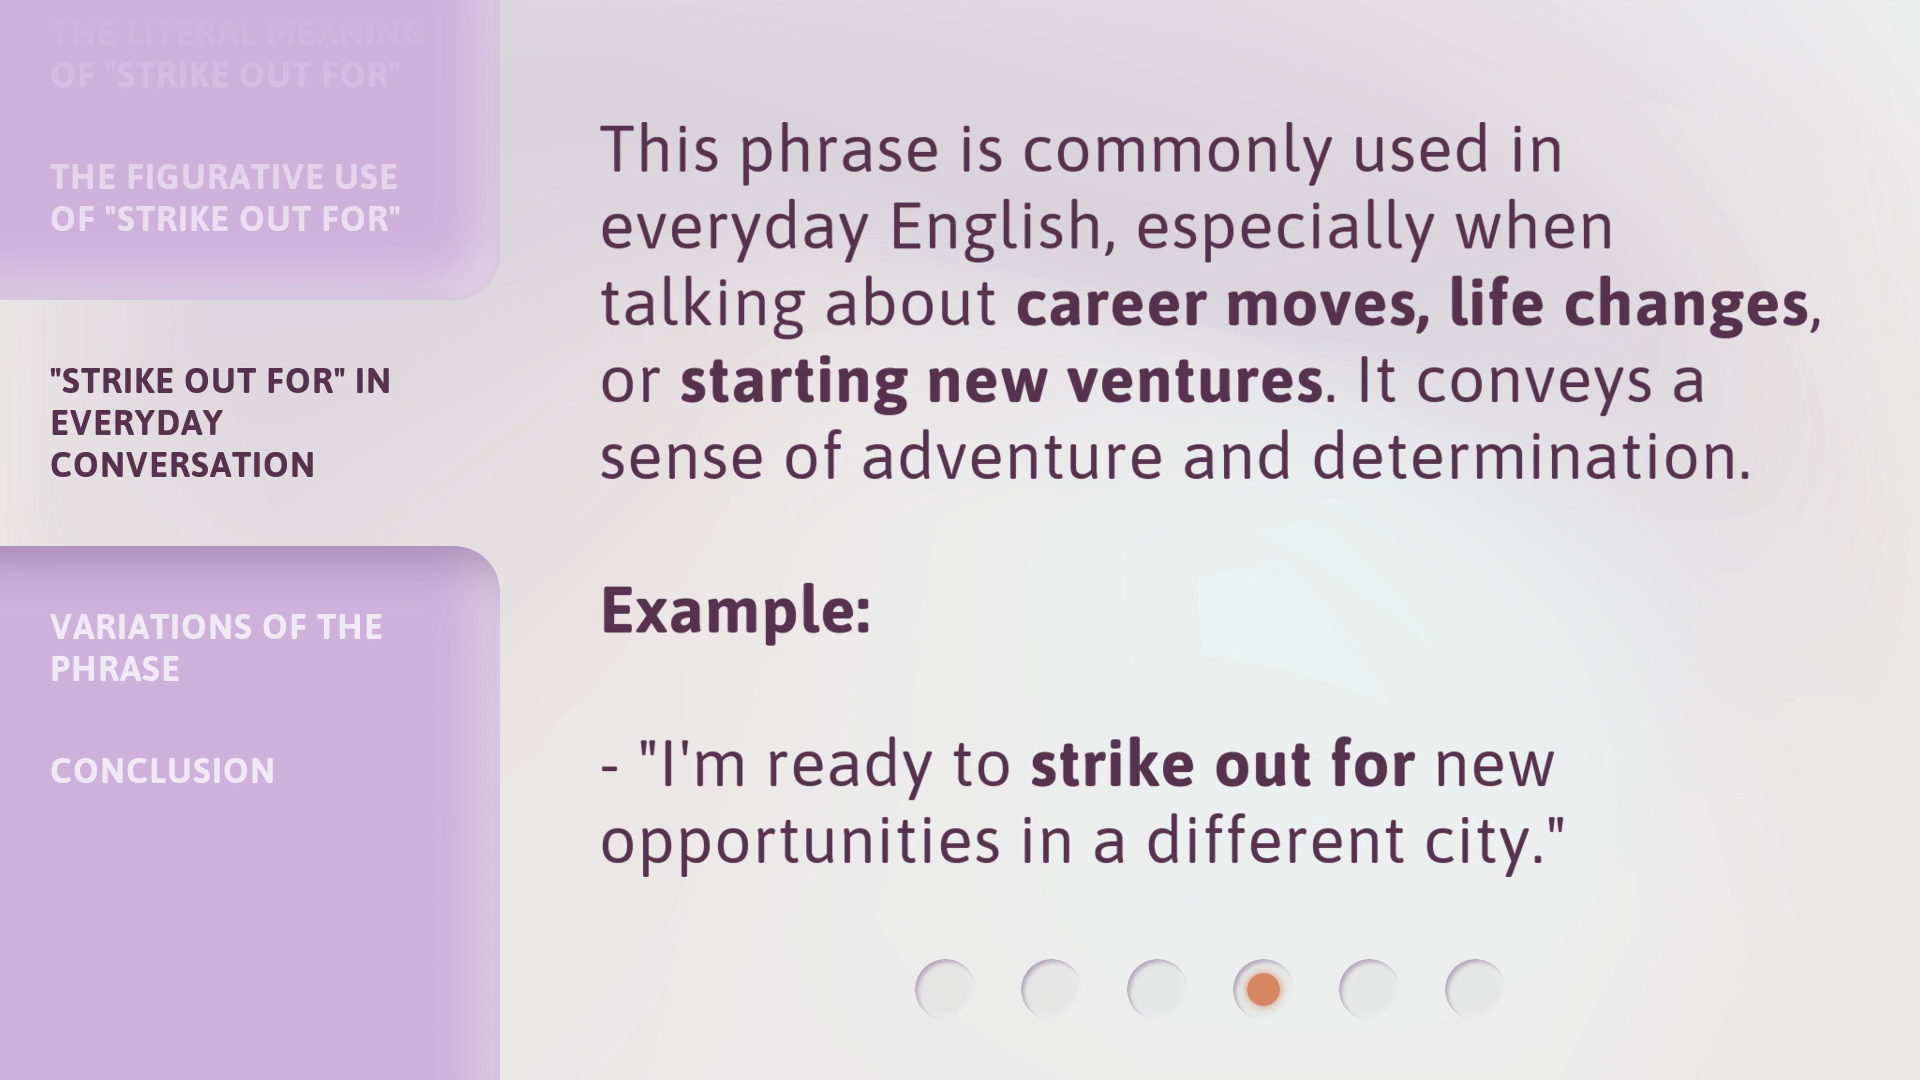 THE LITERAL MEANING
OF "STRIKE OUT FOR"
THE FIGURATIVE USE
OF "STRIKE OUT FOR"
"STRIKE OUT FOR" IN
EVERYDAY
CONVERSATION
VARIATIONS OF THE
PHRASE
CONCLUSION
This phrase is commonly used in
everyday English, especially when
talking about career moves, life changes,
or starting new ventures. It conveys a
sense of adventure and determination.
Example:
- "I'm ready to strike out for new
opportunities in a different city."